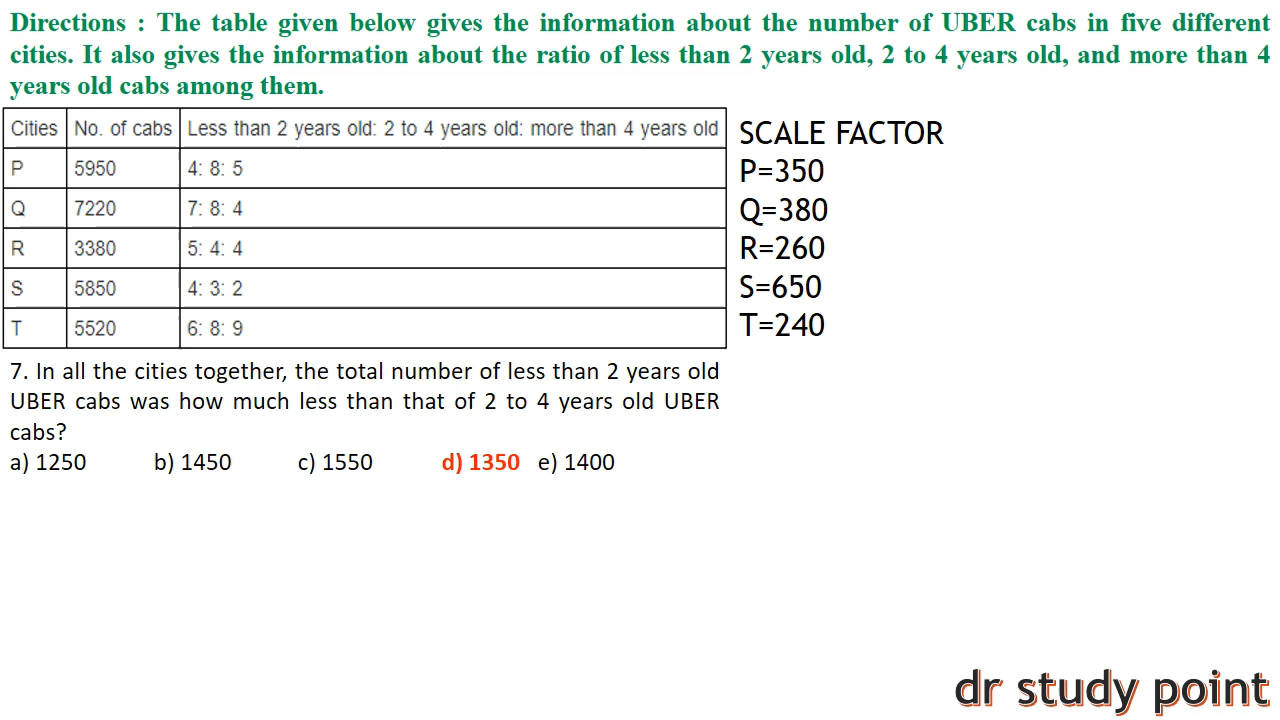 Directions : The table given below gives the information about the number of UBER cabs in five different
cities. It also gives the information about the ratio of less than 2 years old, 2 to 4 years old, and more than 4
years old cabs among them.
Cities No. of cabs Less than 2 years old: 2 to 4 years old: more than 4 years old
P 5950 4: 8: 5
Q 7220 7: 8: 4
R 3380 5: 4: 4
S 5850 4: 3: 2
T 5520 6: 8: 9
SCALE FACTOR
P=350
Q=380
R=260
S=650
T=240
7. In all the cities together, the total number of less than 2 years old
UBER cabs was how much less than that of 2 to 4 years old UBER
cabs?
a) 1250 b) 1450 c) 1550 d) 1350 e) 1400
dr study point